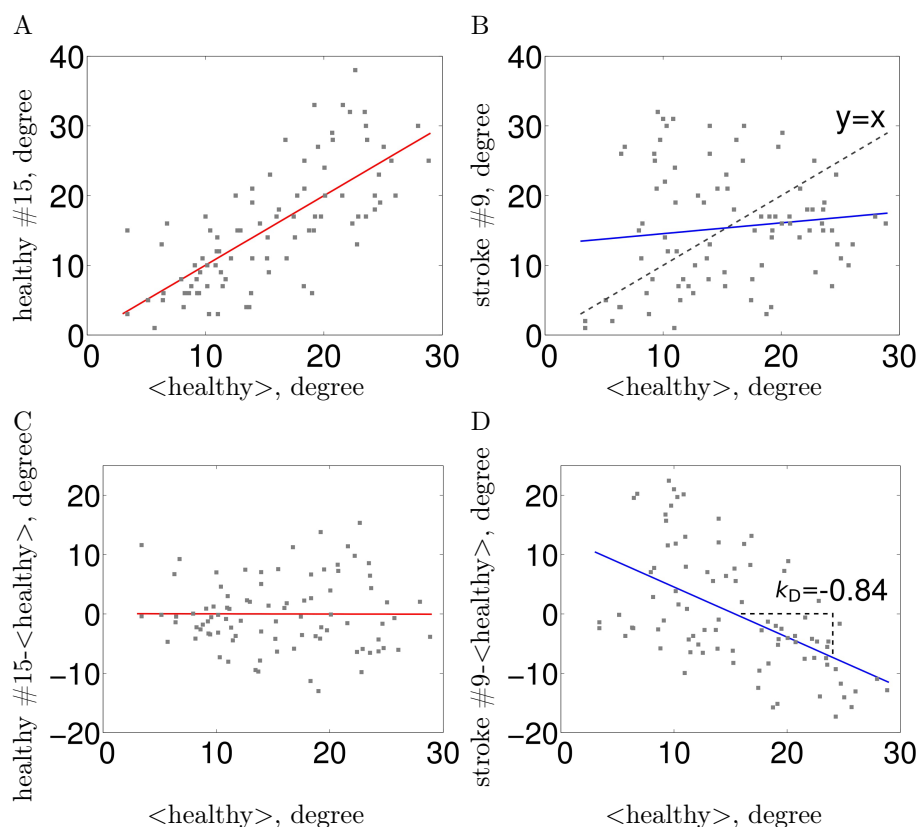 A
healthy #15, degree
40
30
20
10
0
0 10 20 30
<healthy>, degree
B
stroke #9, degree
40
30
20
10
0
y=x
0 10 20 30
<healthy>, degree
C
healthy #15-<healthy>, degree
20
10
0
−10
−20
0 10 20 30
<healthy>, degree
D
stroke #9-<healthy>, degree
20
10
0
−10
−20
kD=-0.84
0 10 20 30
<healthy>, degree